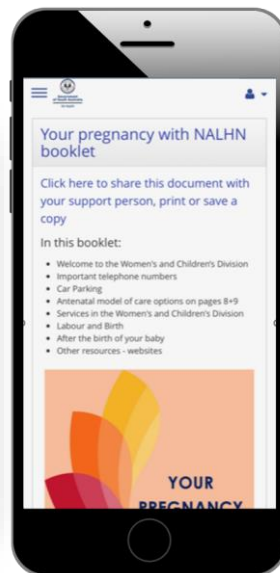 Your pregnancy with NALHN
booklet
Click here to share this document with
your support person, print or save a
copy
In this booklet:
Welcome to the Women's and Children's Division
Important telephone numbers
Car Parking
Antenatal model of care options on pages 8+9
Services in the Women's and Children's Division
Labour and Birth
After the birth of your baby
Other resources - websites
YOUR
PREGNANCY